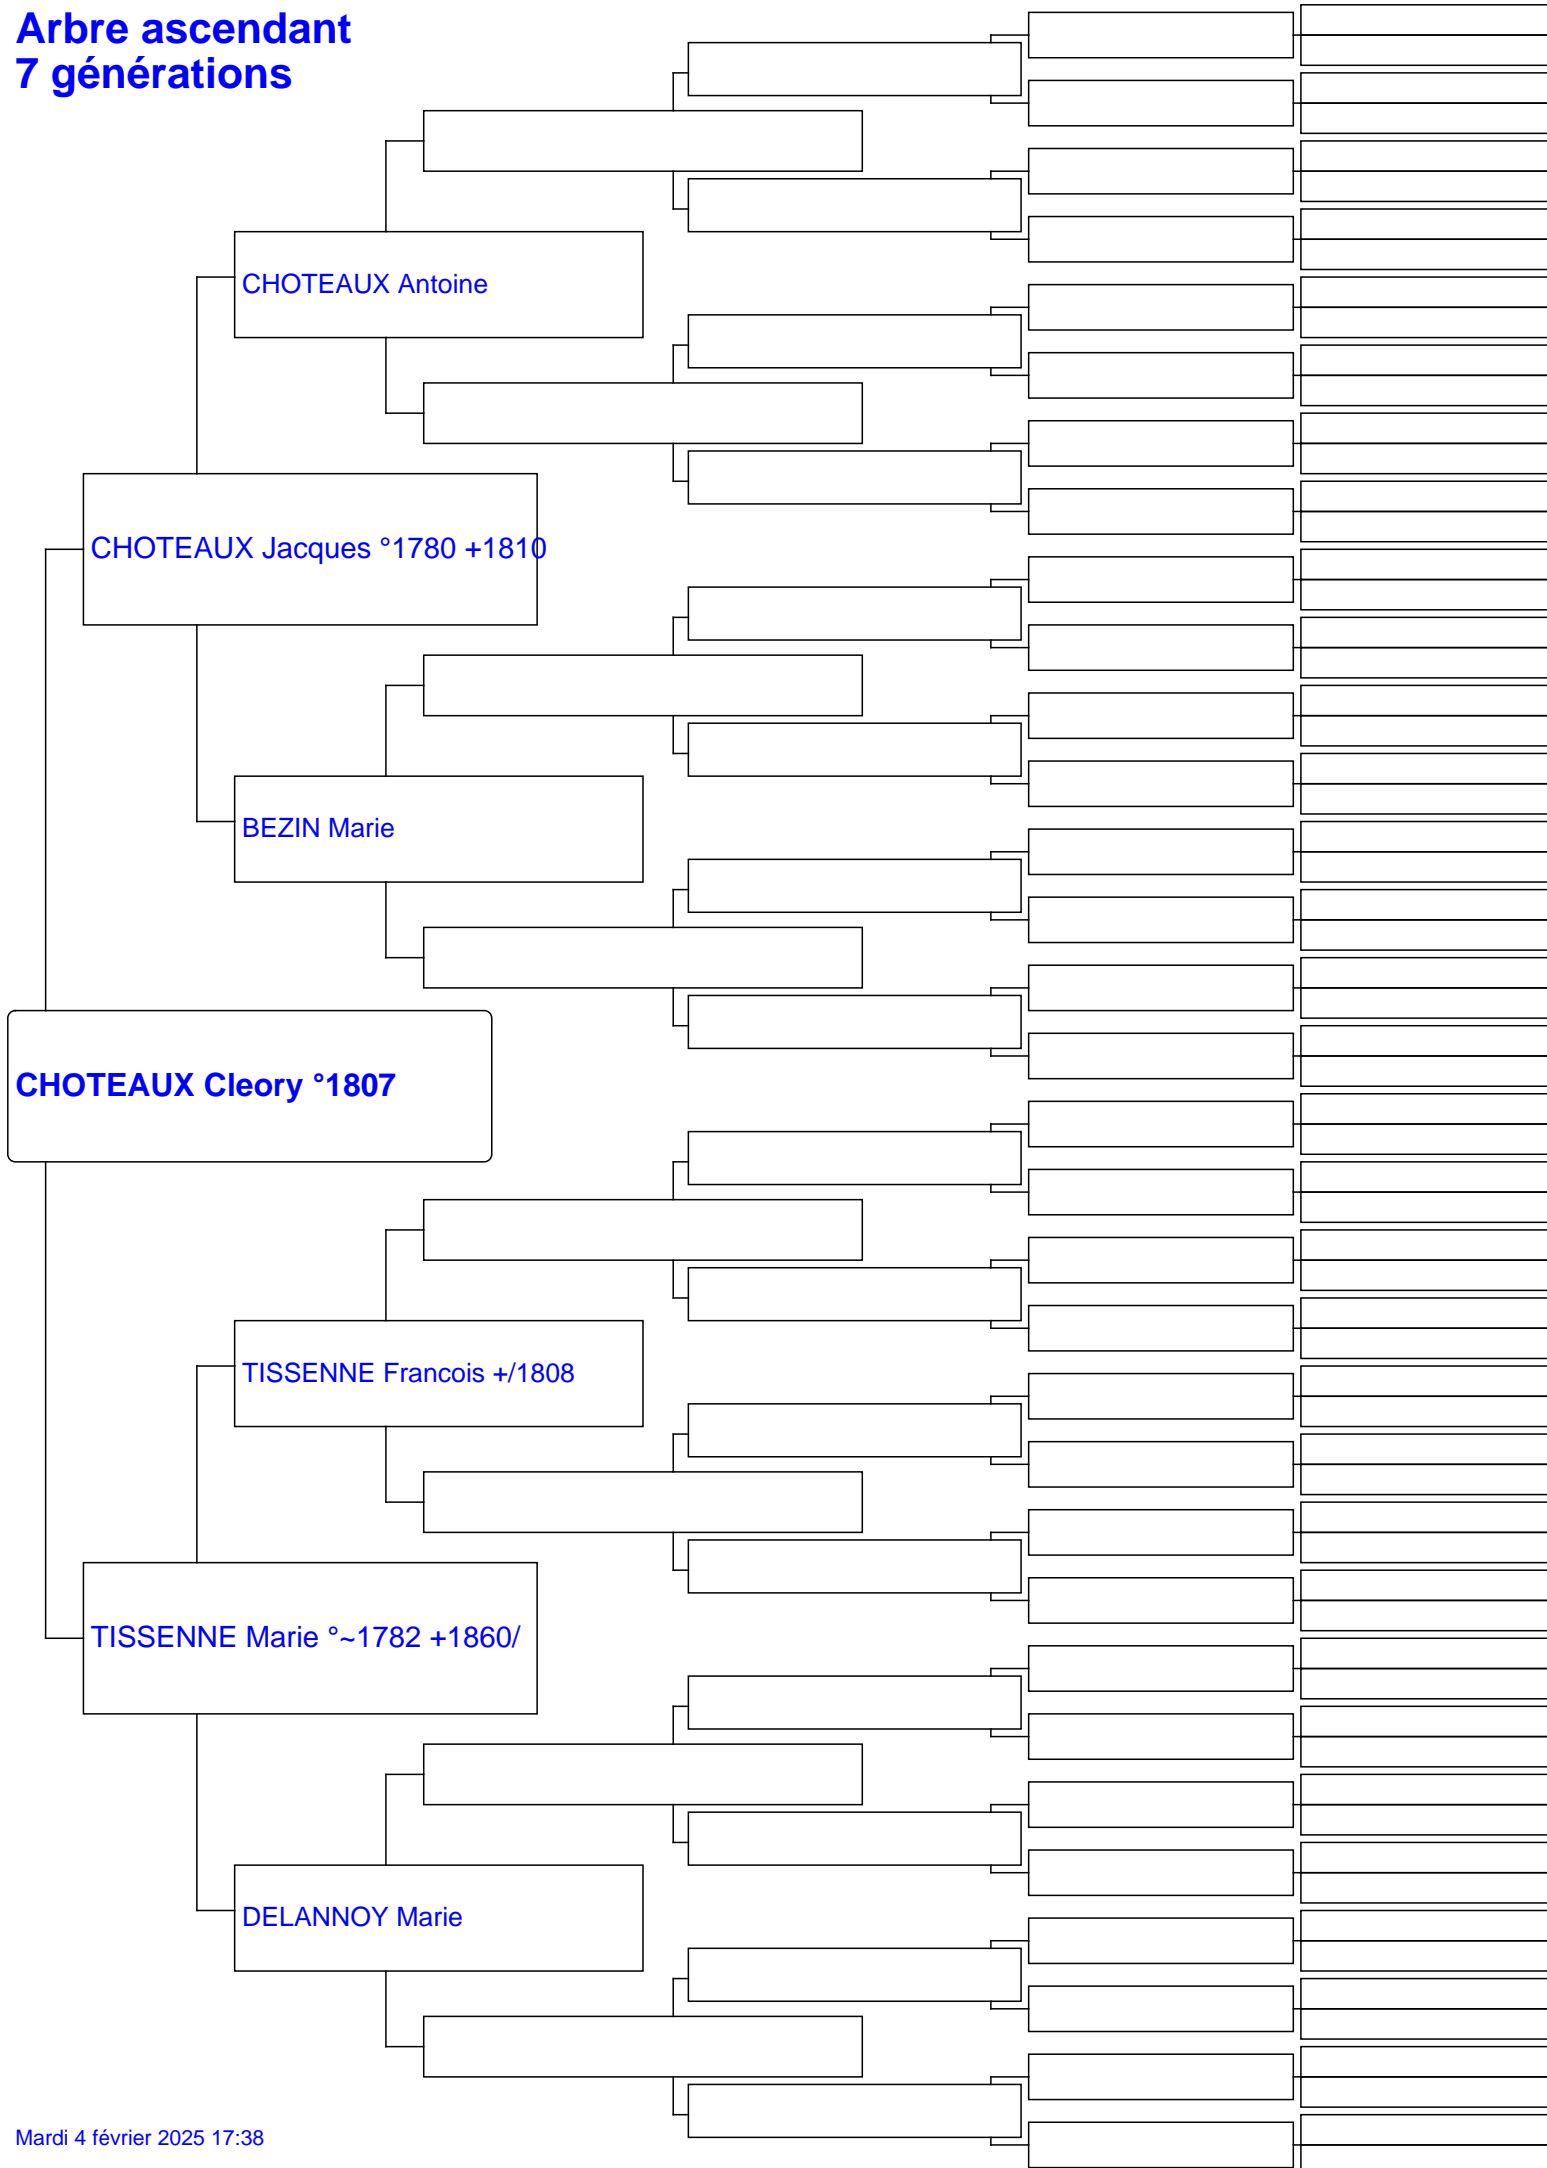 Arbre ascendant
7 générations
CHOTEAUX Antoine
CHOTEAUX Jacques °1780 +1810
BEZIN Marie
CHOTEAUX Cleory °1807
TISSENNE Francois +/1808
TISSENNE Marie °~1782 +1860/
DELANNOY Marie
Mardi 4 février 2025 17:38